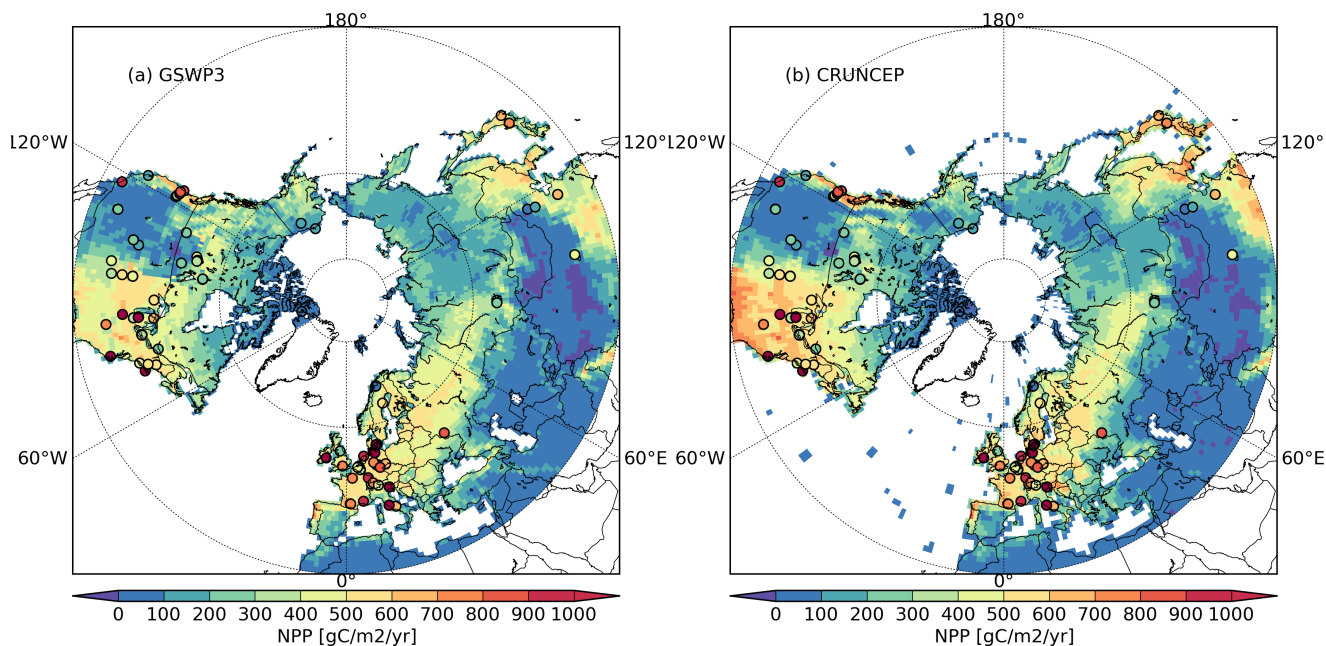 180° 180°
(a) GSWP3 (b) CRUNCEP
120°W 120°E 120°W 120°
60°W 60°E 60°W 60°E
0° 0°
0 100 200 300 400 500 600 700 800 900 1000 0 100 200 300 400 500 600 700 800 900 1000
NPP [gC/m2/yr] NPP [gC/m2/yr]